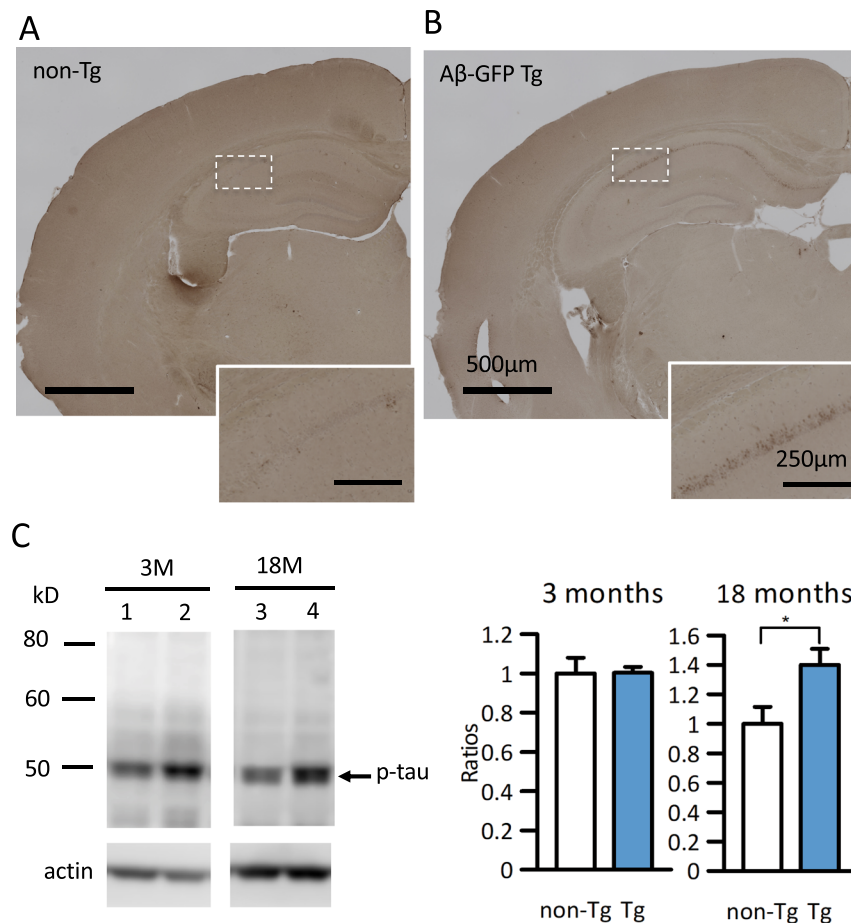 A
non-Tg
B
Aβ-GFP Tg
500μm
250μm
C
3M
18M
kD
1
2
3
4
80
60
50
p-tau
actin
3 months
18 months
Ratios
1.2
1
0.8
0.6
0.4
0.2
0
non-Tg Tg
*
1.6
1.4
1.2
1
0.8
0.6
0.4
0.2
0
non-Tg Tg